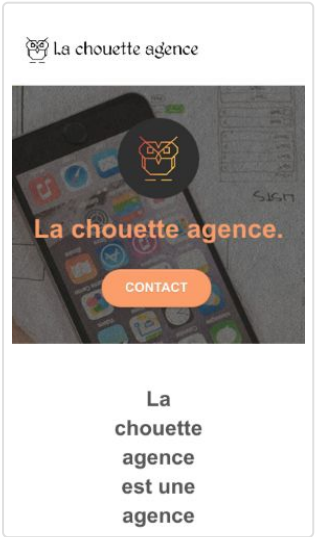 La chouette agence
La chouette agence.
CONTACT
La
chouette
agence
est une
agence